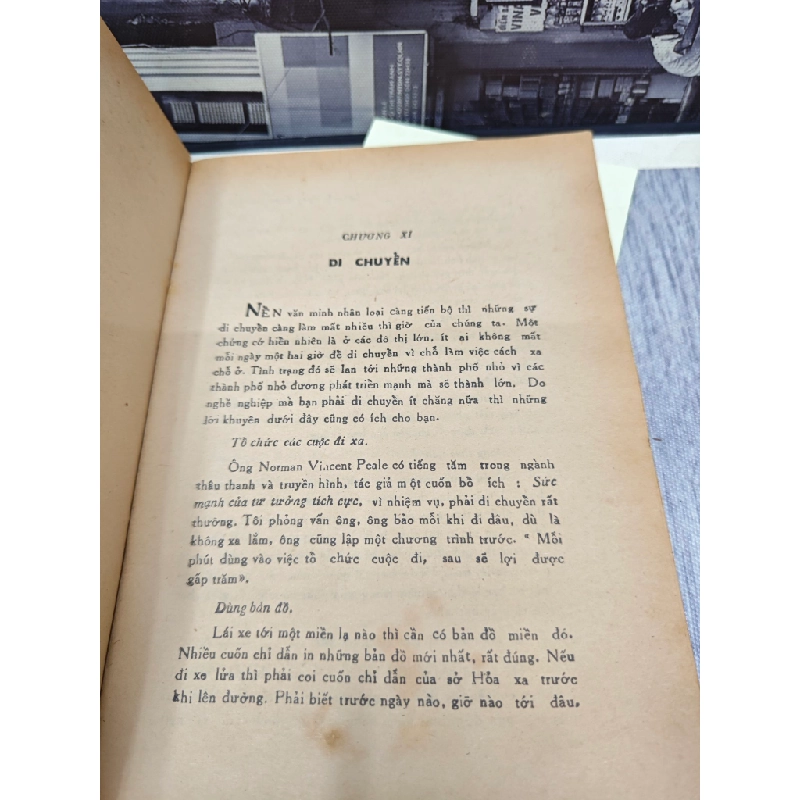 CHƯƠNG XI
DI CHUYỂN
NỀN văn minh nhân loại càng tiến bộ thì những sự
di chuyển càng làm mất nhiều thì giờ của chúng ta. Một
chứng cớ hiển nhiên là ở các đô thị lớn, ít ai không mất
mỗi ngày một hai giờ để di chuyển vì chỗ làm việc cách xa
chỗ ở. Tình trạng đó sẽ lan tới những thành phố nhỏ vì các
thành phố nhỏ đương phát triển mạnh mà sẽ thành lớn. Do
nghề nghiệp mà bạn phải di chuyển ít chăng nữa thì những
lời khuyên dưới đây cũng có ích cho bạn.
Tổ chức các cuộc đi xa.
Ông Norman Vincent Peale có tiếng tăm trong ngành
thâu thanh và truyền hình, tác giả một cuốn bổ ích : Sức
mạnh của tư tưởng tích cực, vì nhiệm vụ, phải di chuyển rất
thường. Tôi phỏng vấn ông, ông bảo mỗi khi đi đâu, dù là
không xa lắm, ông cũng lập một chương trình trước. « Mỗi
phút dùng vào việc tổ chức cuộc đi, sau sẽ lợi được
gấp trăm».
Dùng bản đồ.
Lái xe tới một miền lạ nào thì cần có bản đồ miền đó.
Nhiều cuốn chỉ dẫn in những bản đồ mới nhất, rất đúng. Nếu
đi xe lửa thì phải coi cuốn chỉ dẫn của sở Hỏa xa trước
khi lên đường. Phải biết trước ngày nào, giờ nào tới đâu,